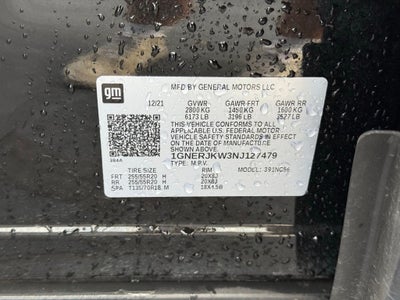 gm
MFD BY GENERAL MOTORS LLC
12/21 GVWR GAWR FRT GAWR RR
2800 KG 1450 KG 1600 KG
6173 LB 3196 LB 3527 LB
THIS VEHICLE CONFORMS TO ALL
APPLICABLE U.S. FEDERAL MOTOR
VEHICLE SAFETY STANDARDS IN EFFECT
ON THE DATE OF MANUFACTURE SHOWN ABOVE.
1GNERJKW3NJ127479
TYPE: M.P.V. MODEL: 
TIRE SIZE RIM
FRT 255/55R20 H 20X8J
RR 255/55R20 H 20X8J
SPA T135/70R18 M 18X4.5B